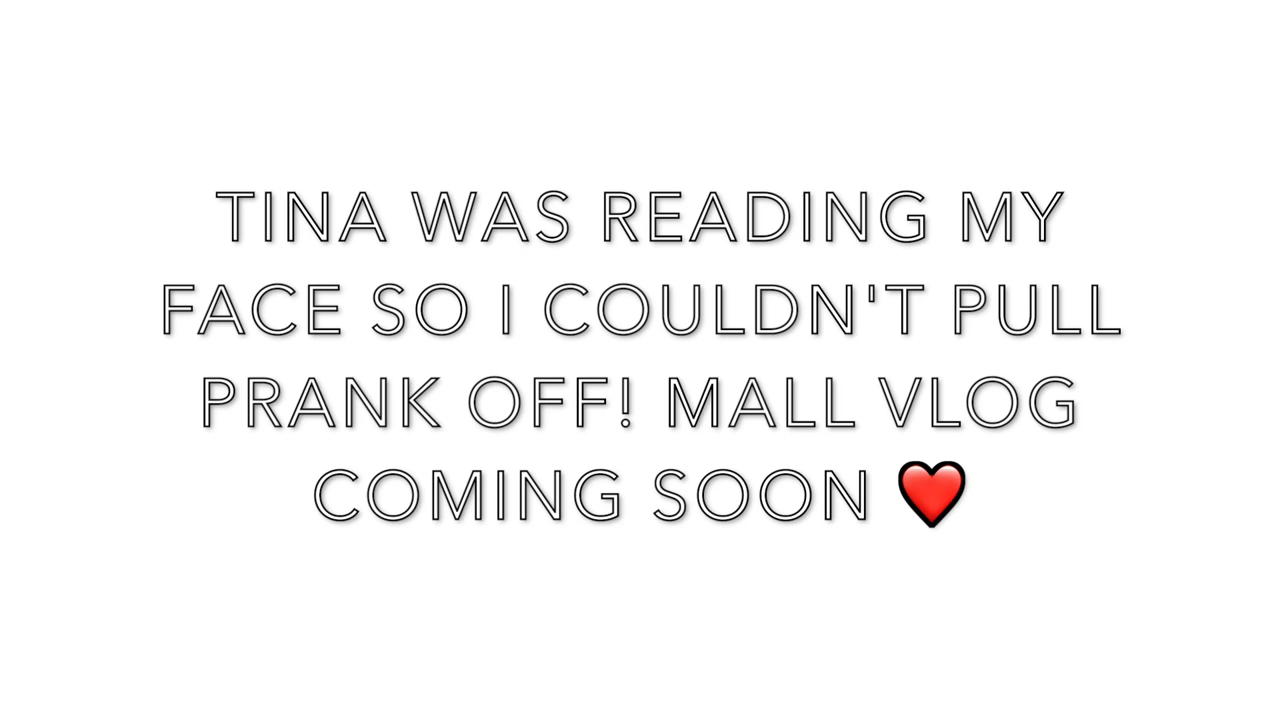 TINA WAS READING MY
FACE SO I COULDN'T PULL
PRANK OFF! MALL VLOG
COMING SOON ❤️